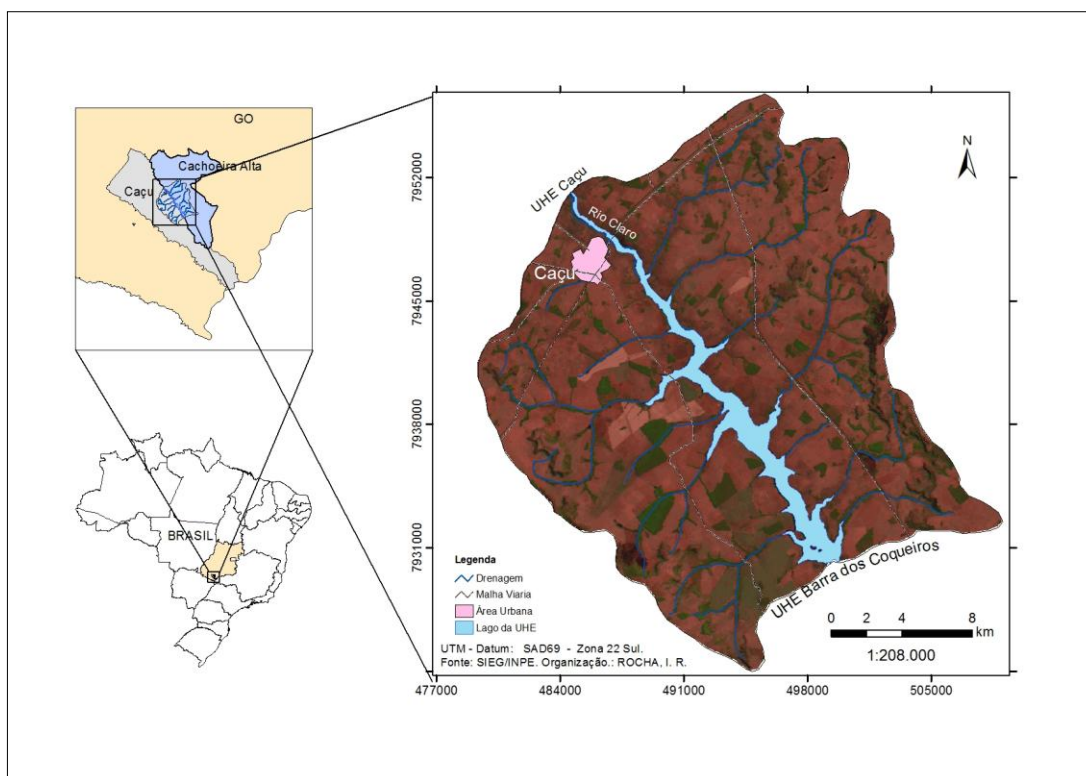 GO
Cachoeira Alta
Caçu
BRASIL
N
UHE Caçu
Rio Claro
Caçu
UHE Barra dos Coqueiros
7952000
7945000
7938000
7931000
Legenda
Drenagem
Malha Viaria
Área Urbana
Lago da UHE
UTM - Datum: SAD69 - Zona 22 Sul.
Fonte: SIEG/INPE. Organização.: ROCHA, I. R.
0 2 4 8
km
1:208.000
477000 484000 491000 498000 505000